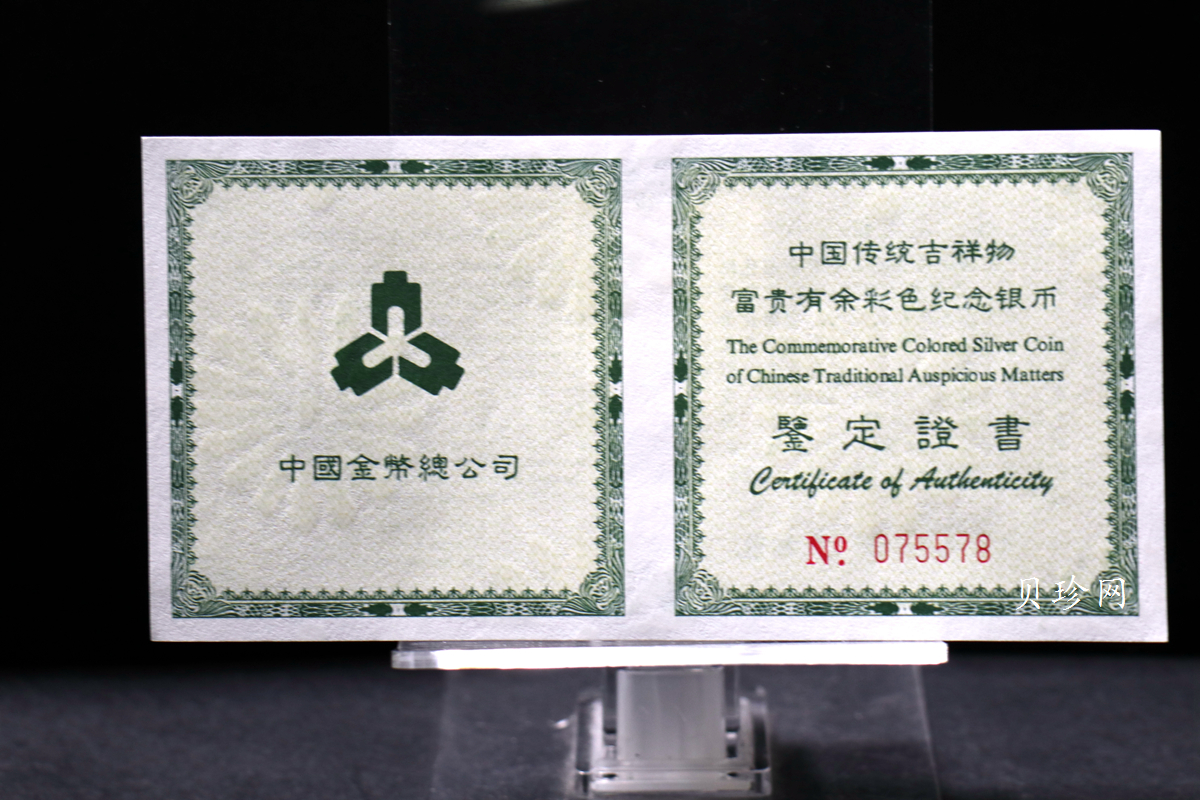 中國金幣總公司
中国传统吉祥物
富贵有余彩色纪念银币
The Commemorative Colored Silver Coin
of Chinese Traditional Auspicious Matters
鑒定證書
Certificate of Authenticity
Nº. 075578
贝珍网